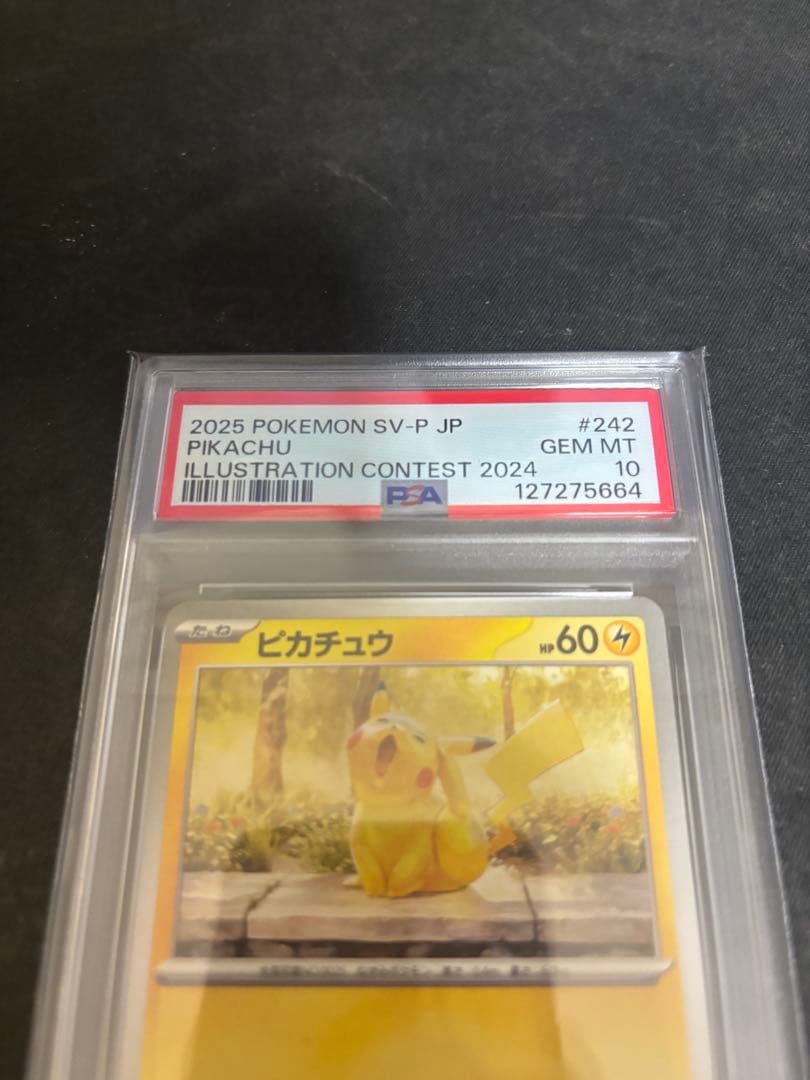 2025 POKEMON SV-P JP #242
PIKACHU GEM MT
ILLUSTRATION CONTEST 2024 10
PSA 127275664
たね ピカチュウ HP60